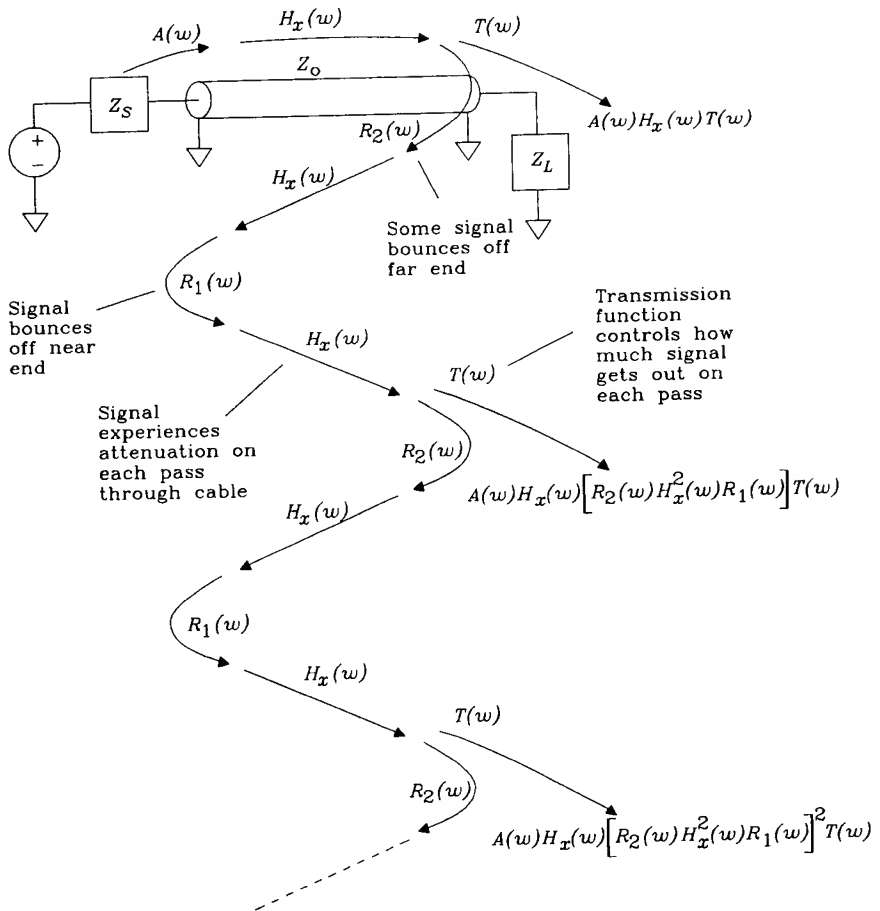 A(w)
H_x(w)
T(w)
Z_o
Z_S
+
−
R_2(w)
A(w)H_x(w)T(w)
Z_L
H_x(w)
Some signal
bounces off
far end
R_1(w)
Signal
bounces
off near
end
H_x(w)
Transmission
function
controls how
much signal
gets out on
each pass
T(w)
Signal
experiences
attenuation on
each pass
through cable
R_2(w)
A(w)H_x(w)[R_2(w)H_x^2(w)R_1(w)]T(w)
H_x(w)
R_1(w)
H_x(w)
T(w)
R_2(w)
A(w)H_x(w)[R_2(w)H_x^2(w)R_1(w)]^2T(w)